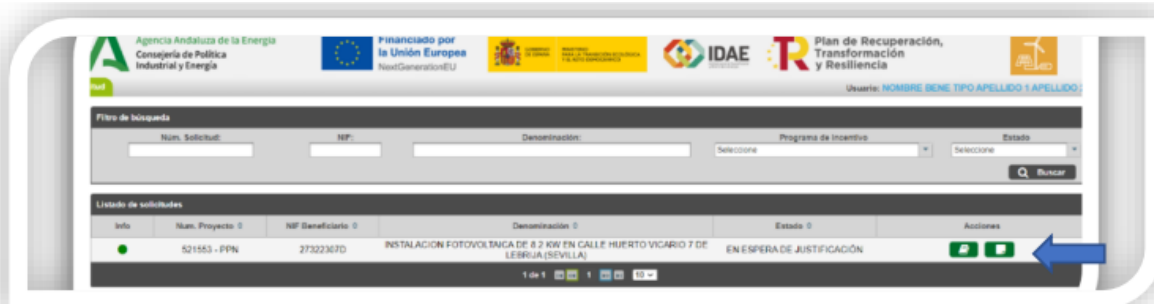 Agencia Andaluza de la Energía
Consejería de Política
Industrial y Energía
Financiado por
la Unión Europea
NextGenerationEU
IDAE
Plan de Recuperación,
Transformación
y Resiliencia
Usuario: NOMBRE BENE TIPO APELLIDO 1 APELLIDO
Filtro de búsqueda
Núm. Solicitud: NIF: Denominación: Programa de Incentivo Estado
Seleccione Seleccione
Buscar
Listado de solicitudes
Info Num. Proyecto NIF Beneficiario Denominación Estado Acciones
521553 - PPN 27322307D INSTALACION FOTOVOLTAICA DE 8.2 KW EN CALLE HUERTO VICARIO 7 DE EN ESPERA DE JUSTIFICACIÓN
LEBRIJA (SEVILLA)
1 de 1 1 10